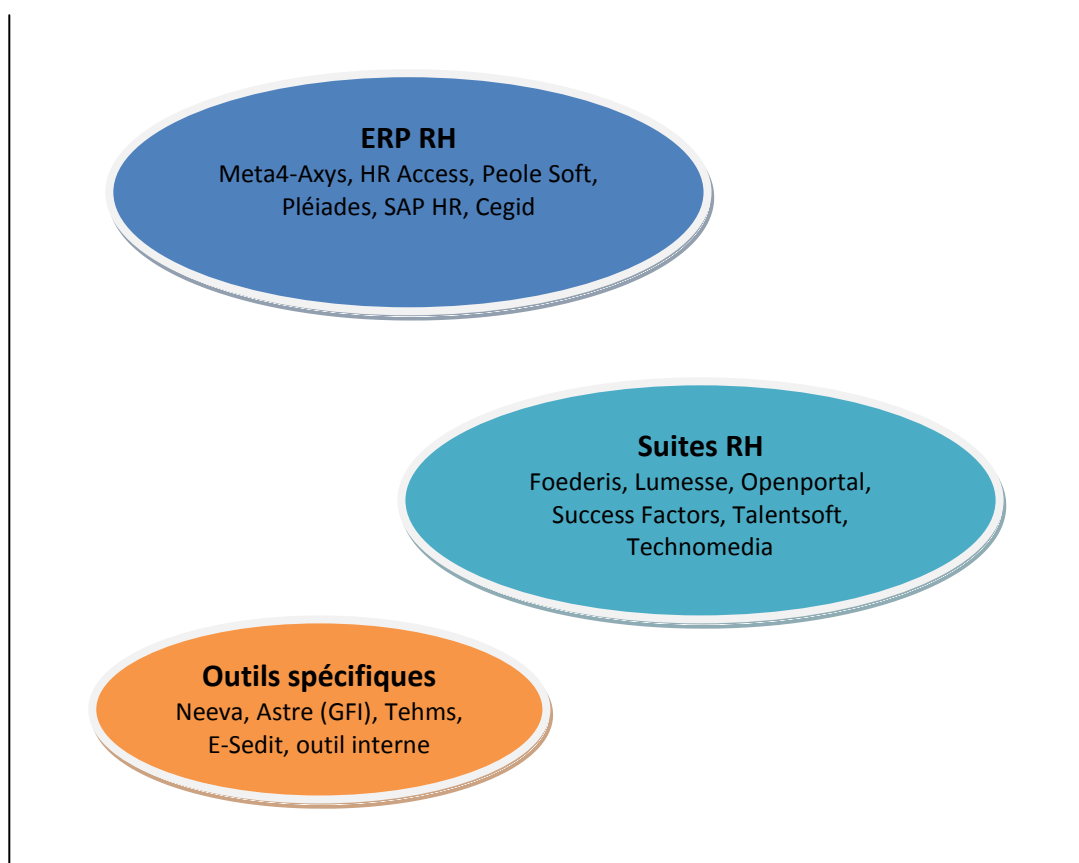 ERP RH
Meta4-Axys, HR Access, Peole Soft,
Pléiades, SAP HR, Cegid
Suites RH
Foederis, Lumesse, Openportal,
Success Factors, Talentsoft,
Technomedia
Outils spécifiques
Neeva, Astre (GFI), Tehms,
E-Sedit, outil interne